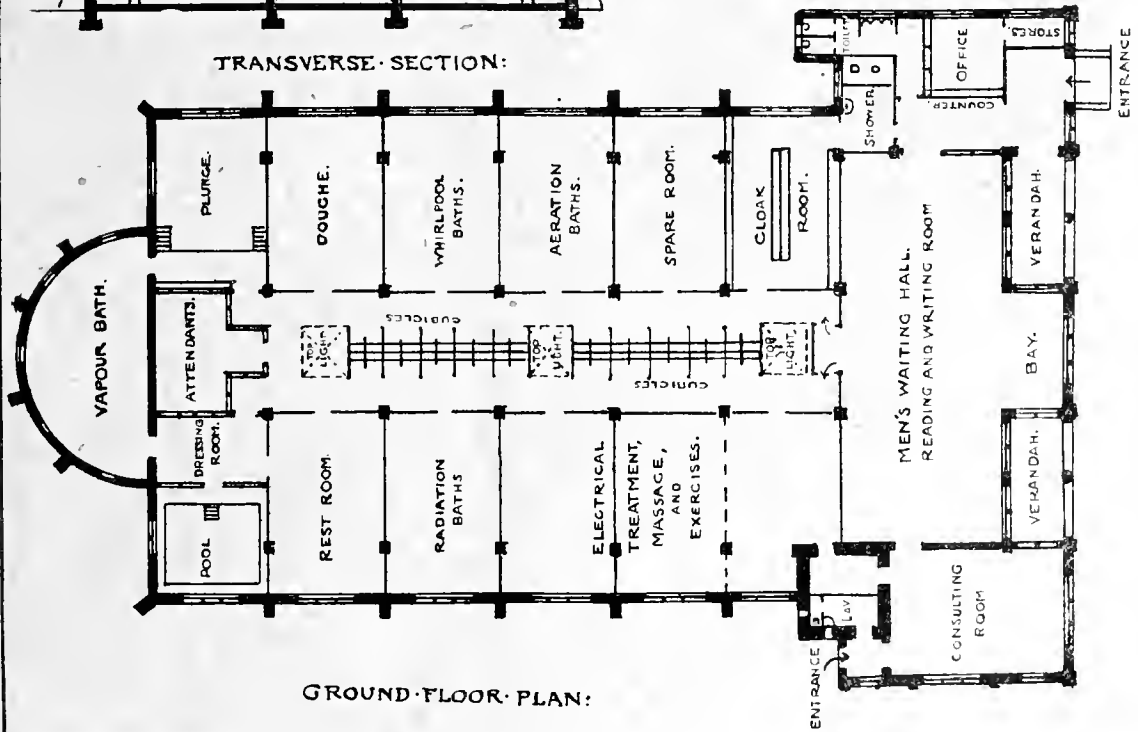 TRANSVERSE·SECTION:
VAPOUR BATH.
PLUNGE.
ATTENDANTS.
DRESSING
ROOM.
POOL
DOUCHE.
WHIRLPOOL
BATHS.
AERATION
BATHS.
SPARE ROOM.
CLOAK
ROOM.
CUBICLES
TOP
LIGHT
TOP
LIGHT.
TOP
LIGHT.
CUBICLES
REST ROOM.
RADIATION
BATHS
ELECTRICAL
TREATMENT,
MASSAGE,
AND
EXERCISES.
TOILET
SHOWER
OFFICE
STORES.
COUNTER
ENTRANCE
MEN'S WAITING HALL.
READING AND WRITING ROOM
VERANDAH.
BAY.
VERANDAH.
LAV
CONSULTING
ROOM
ENTRANCE
GROUND·FLOOR·PLAN: